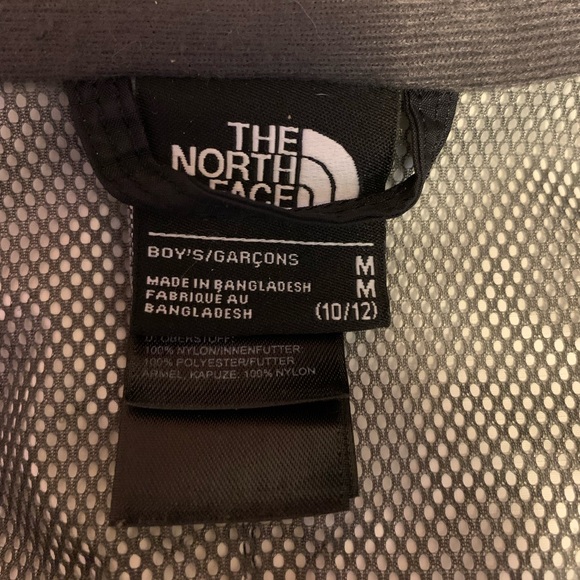 THE
NORTH
FACE
BOY'S/GARÇONS M
MADE IN BANGLADESH M
FABRIQUE AU
BANGLADESH (10/12)
D: OBERSTOFF:
100% NYLON/INNENFUTTER:
100% POLYESTER/FUTTER
ÄRMEL, KAPUZE: 100% NYLON